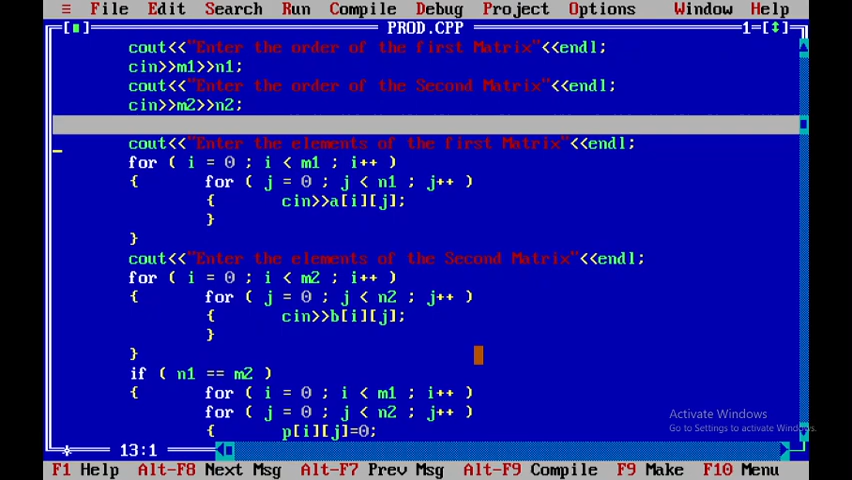 ≡ File Edit Search Run Compile Debug Project Options Window Help
[■] PROD.CPP 1=[↕]
cout<<"Enter the order of the first Matrix"<<endl;
cin>>m1>>n1;
cout<<"Enter the order of the Second Matrix"<<endl;
cin>>m2>>n2;
cout<<"Enter the elements of the first Matrix"<<endl;
for ( i = 0 ; i < m1 ; i++ )
{ for ( j = 0 ; j < n1 ; j++ )
{ cin>>a[i][j];
}
}
cout<<"Enter the elements of the Second Matrix"<<endl;
for ( i = 0 ; i < m2 ; i++ )
{ for ( j = 0 ; j < n2 ; j++ )
{ cin>>b[i][j];
}
}
if ( n1 == m2 )
{ for ( i = 0 ; i < m1 ; i++ )
for ( j = 0 ; j < n2 ; j++ )
{ p[i][j]=0;
Activate Windows
Go to Settings to activate Windows.
13:1
F1 Help Alt-F8 Next Msg Alt-F7 Prev Msg Alt-F9 Compile F9 Make F10 Menu